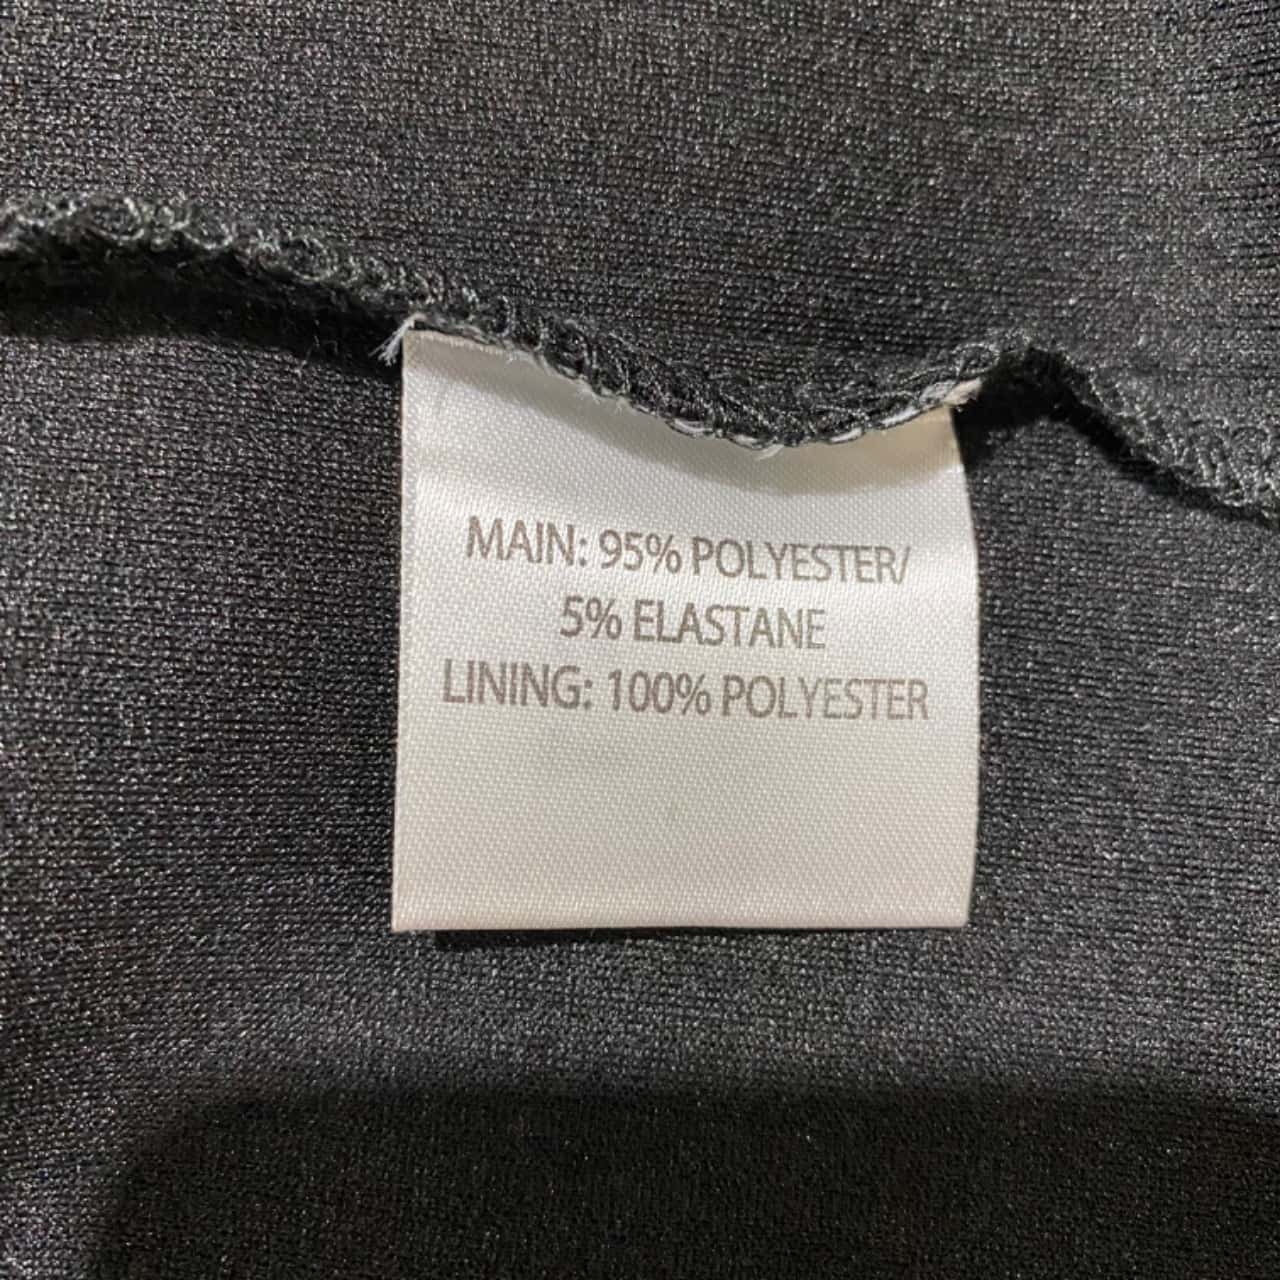 MAIN: 95% POLYESTER/
5% ELASTANE
LINING: 100% POLYESTER